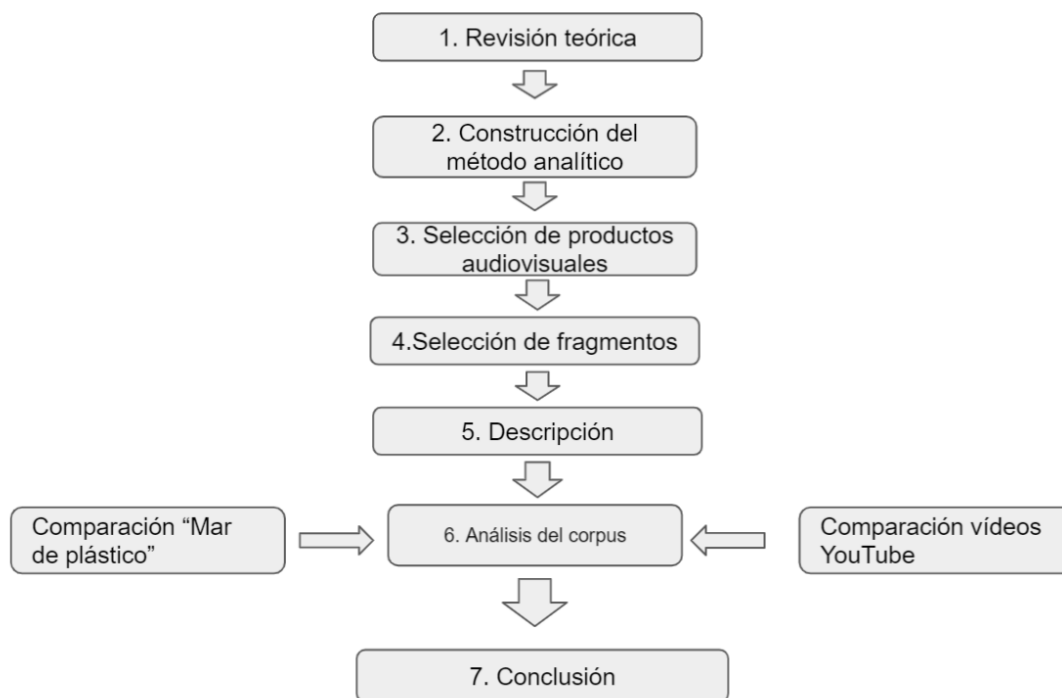 1. Revisión teórica
2. Construcción del
método analítico
3. Selección de productos
audiovisuales
4.Selección de fragmentos
5. Descripción
Comparación “Mar
de plástico”
6. Análisis del corpus
Comparación vídeos
YouTube
7. Conclusión